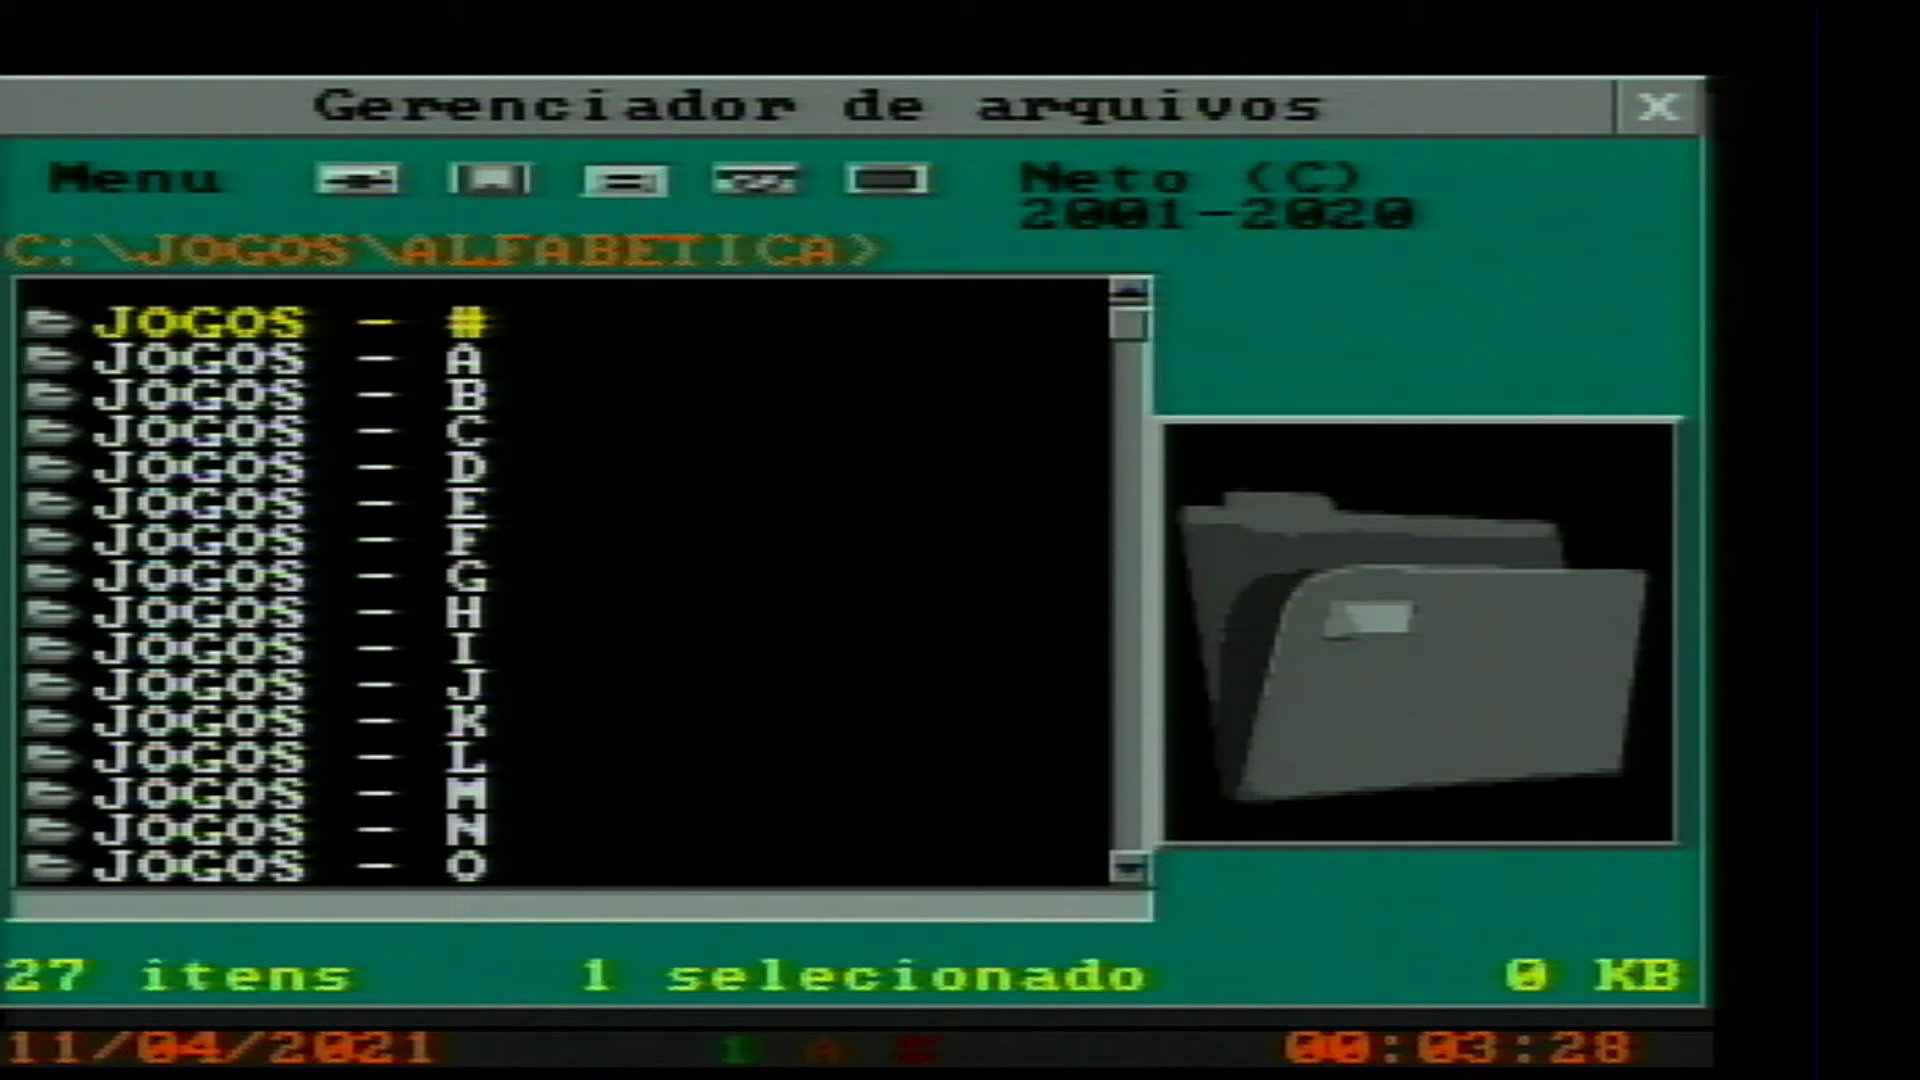 Gerenciador de arquivos X
Menu
Neto (C)
2001-2020
C:\JOGOS\ALFABETICA>
JOGOS - #
JOGOS - A
JOGOS - B
JOGOS - C
JOGOS - D
JOGOS - E
JOGOS - F
JOGOS - G
JOGOS - H
JOGOS - I
JOGOS - J
JOGOS - K
JOGOS - L
JOGOS - M
JOGOS - N
JOGOS - O
27 itens 1 selecionado 0 KB
11/04/2021 00:03:28